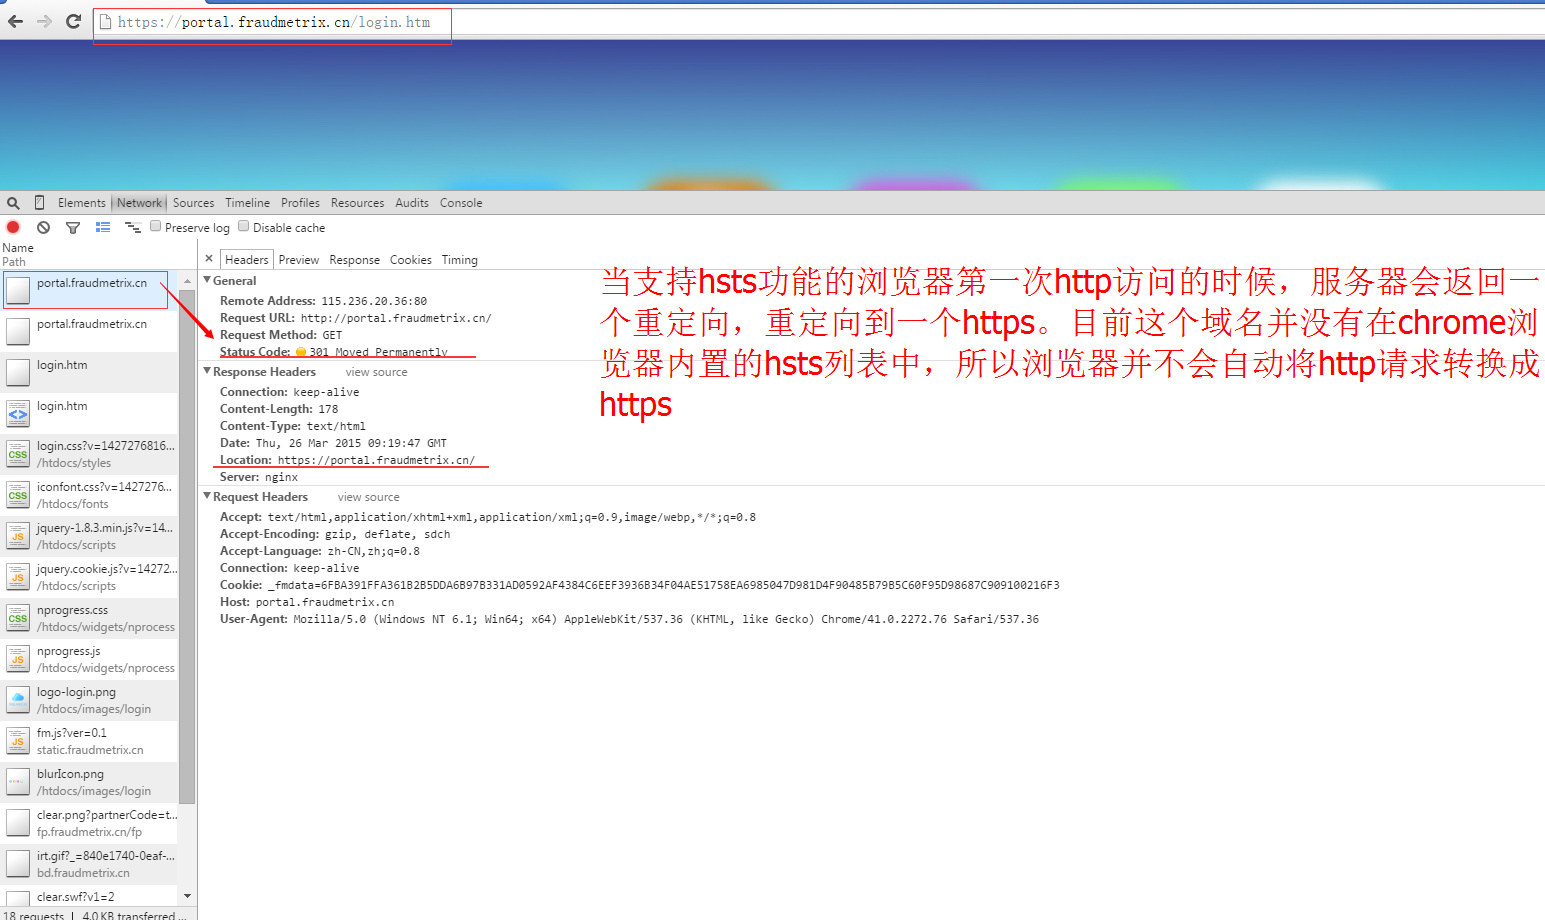 https://portal.fraudmetrix.cn/login.htm
Elements Network Sources Timeline Profiles Resources Audits Console
Preserve log Disable cache
Name
Path
× Headers Preview Response Cookies Timing
portal.fraudmetrix.cn
portal.fraudmetrix.cn
login.htm
login.htm
login.css?v=1427276816...
/htdocs/styles
iconfont.css?v=1427276...
/htdocs/fonts
jquery-1.8.3.min.js?v=14...
/htdocs/scripts
jquery.cookie.js?v=14272...
/htdocs/scripts
nprogress.css
/htdocs/widgets/nprocess
nprogress.js
/htdocs/widgets/nprocess
logo-login.png
/htdocs/images/login
fm.js?ver=0.1
static.fraudmetrix.cn
blurIcon.png
/htdocs/images/login
clear.png?partnerCode=t...
fp.fraudmetrix.cn/fp
irt.gif?_=840e1740-0eaf-...
bd.fraudmetrix.cn
clear.swf?v1=2
18 requests | 4.0 KB transferred ...
General
Remote Address: 115.236.20.36:80
Request URL: http://portal.fraudmetrix.cn/
Request Method: GET
Status Code: 301 Moved Permanently
Response Headers view source
Connection: keep-alive
Content-Length: 178
Content-Type: text/html
Date: Thu, 26 Mar 2015 09:19:47 GMT
Location: https://portal.fraudmetrix.cn/
Server: nginx
Request Headers view source
Accept: text/html,application/xhtml+xml,application/xml;q=0.9,image/webp,*/*;q=0.8
Accept-Encoding: gzip, deflate, sdch
Accept-Language: zh-CN,zh;q=0.8
Connection: keep-alive
Cookie: _fmdata=6FBA391FFA361B2B5DDA6B97B331AD0592AF4384C6EEF3936B34F04AE51758EA6985047D981D4F90485B79B5C60F95D98687C909100216F3
Host: portal.fraudmetrix.cn
User-Agent: Mozilla/5.0 (Windows NT 6.1; Win64; x64) AppleWebKit/537.36 (KHTML, like Gecko) Chrome/41.0.2272.76 Safari/537.36
当支持hsts功能的浏览器第一次http访问的时候，服务器会返回一
个重定向，重定向到一个https。目前这个域名并没有在chrome浏
览器内置的hsts列表中，所以浏览器并不会自动将http请求转换成
https